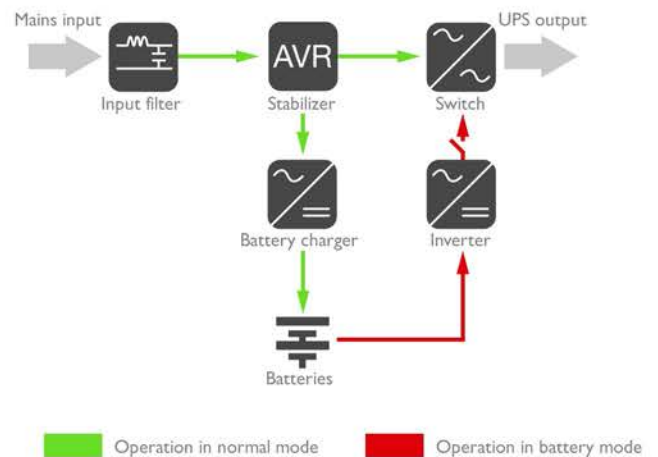 Mains input
UPS output
AVR
Input filter
Stabilizer
Switch
Battery charger
Inverter
Batteries
Operation in normal mode
Operation in battery mode